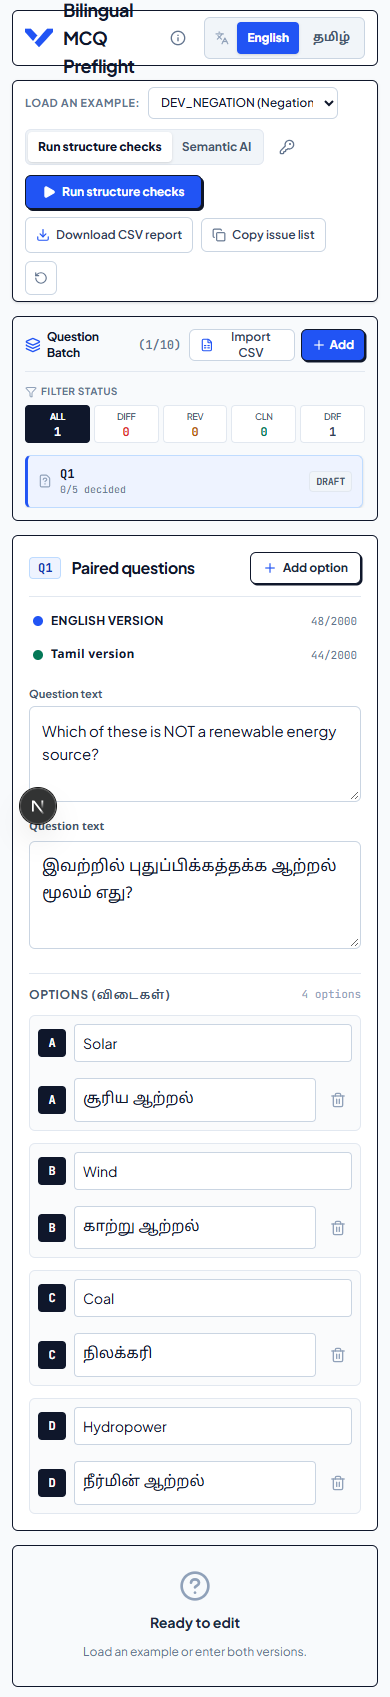 Bilingual
MCQ
Preflight
English
தமிழ்
LOAD AN EXAMPLE:
DEV_NEGATION (Negation
Run structure checks
Semantic AI
Run structure checks
Download CSV report
Copy issue list
Question
Batch
(1/10)
Import
CSV
Add
FILTER STATUS
ALL
1
DIFF
0
REV
0
CLN
0
DRF
1
Q1
0/5 decided
DRAFT
Q1
Paired questions
Add option
ENGLISH VERSION
48/2000
Tamil version
44/2000
Question text
Which of these is NOT a renewable energy
source?
N
Question text
இவற்றில் புதுப்பிக்கத்தக்க ஆற்றல்
மூலம் எது?
OPTIONS (விடைகள்)
4 options
A
Solar
A
சூரிய ஆற்றல்
B
Wind
B
காற்று ஆற்றல்
C
Coal
C
நிலக்கரி
D
Hydropower
D
நீர்மின் ஆற்றல்
Ready to edit
Load an example or enter both versions.